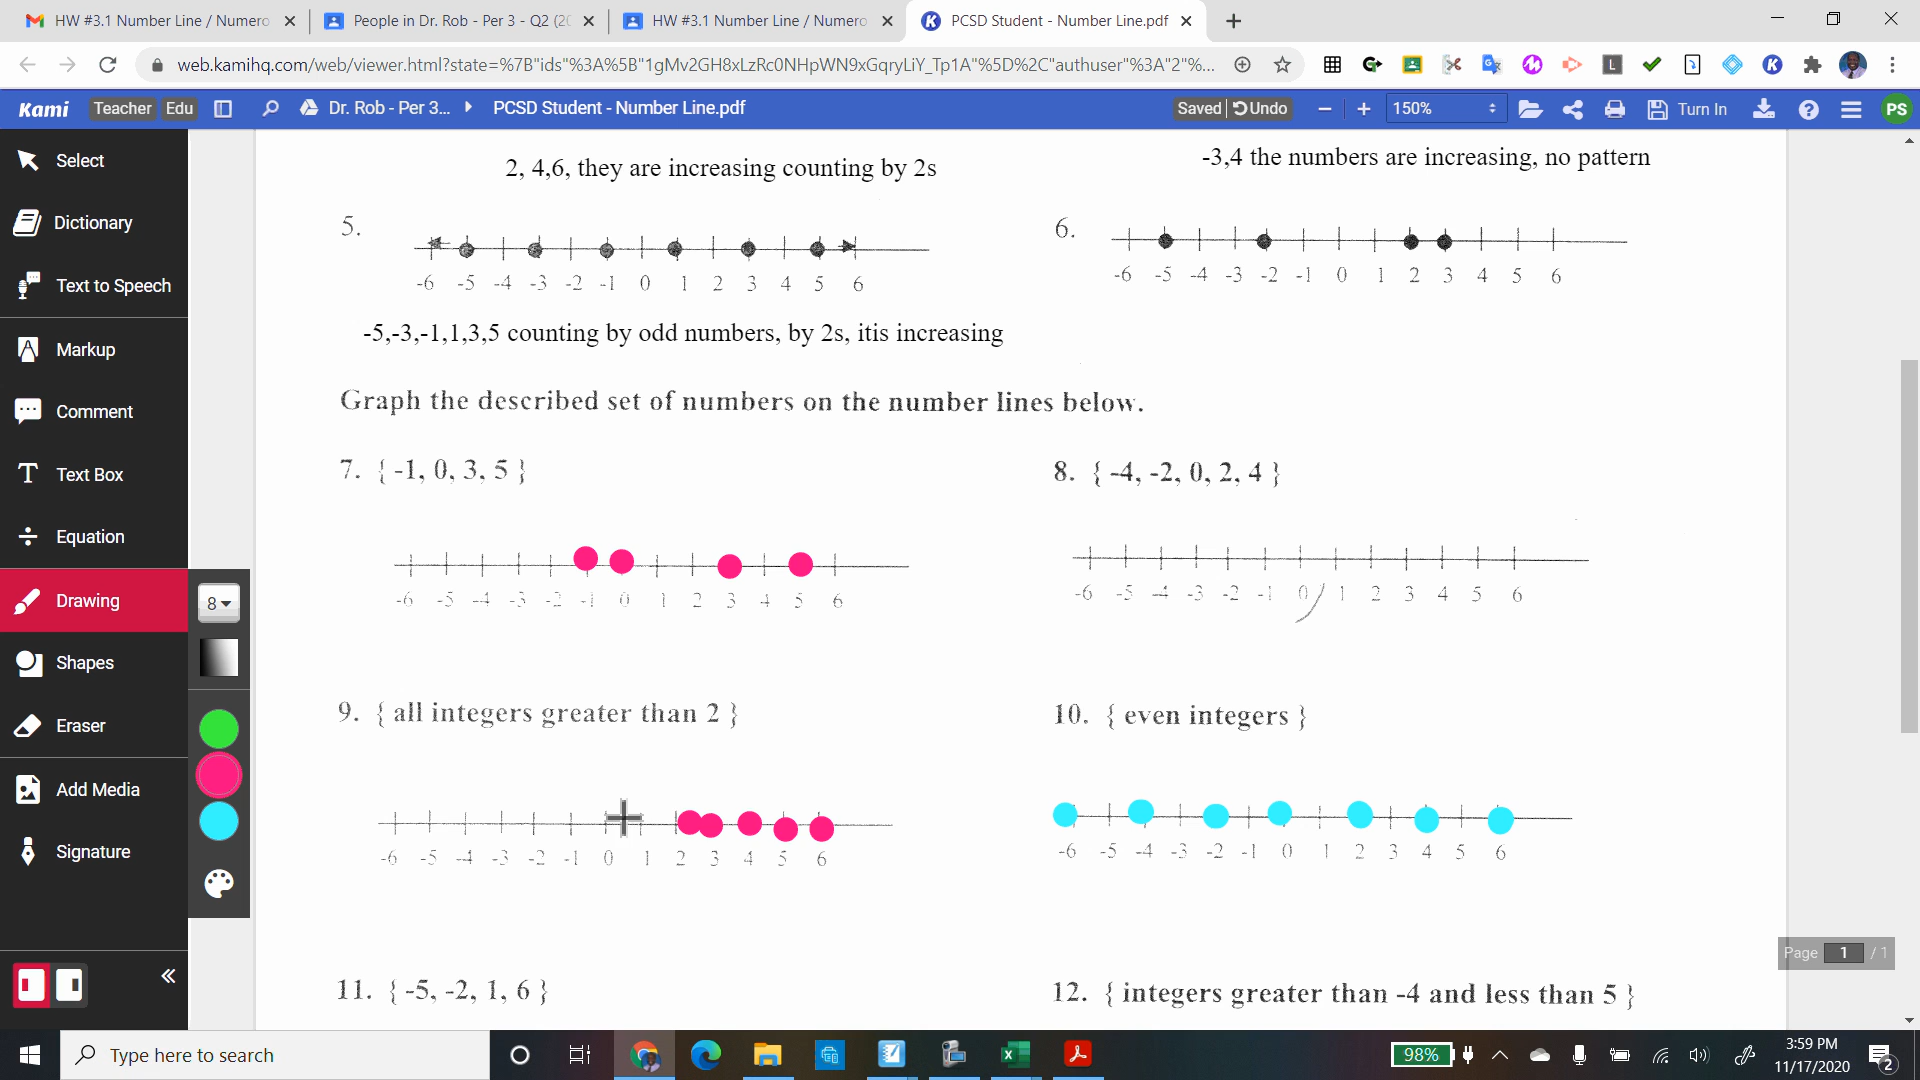 HW #3.1 Number Line / Numero
People in Dr. Rob - Per 3 - Q2 (20
HW #3.1 Number Line / Numero
PCSD Student - Number Line.pdf
web.kamihq.com/web/viewer.html?state=%7B"ids"%3A%5B"1gMv2GH8xLzRc0NHpWN9xGqryLiY_Tp1A"%5D%2C"authuser"%3A"2"%...
Kami Teacher Edu Dr. Rob - Per 3... PCSD Student - Number Line.pdf Saved Undo 150% Turn In PS
Select
Dictionary
Text to Speech
Markup
Comment
Text Box
Equation
Drawing
8
Shapes
Eraser
Add Media
Signature
2, 4,6, they are increasing counting by 2s
-3,4 the numbers are increasing, no pattern
5.
-6 -5 -4 -3 -2 -1 0 1 2 3 4 5 6
6.
-6 -5 -4 -3 -2 -1 0 1 2 3 4 5 6
-5,-3,-1,1,3,5 counting by odd numbers, by 2s, itis increasing
Graph the described set of numbers on the number lines below.
7. { -1, 0, 3, 5 }
8. { -4, -2, 0, 2, 4 }
-6 -5 -4 -3 -2 -1 0 1 2 3 4 5 6
-6 -5 -4 -3 -2 -1 0 1 2 3 4 5 6
9. { all integers greater than 2 }
10. { even integers }
-6 -5 -4 -3 -2 -1 0 1 2 3 4 5 6
-6 -5 -4 -3 -2 -1 0 1 2 3 4 5 6
11. { -5, -2, 1, 6 }
12. { integers greater than -4 and less than 5 }
Page 1 / 1
Type here to search
98%
3:59 PM
11/17/2020
2